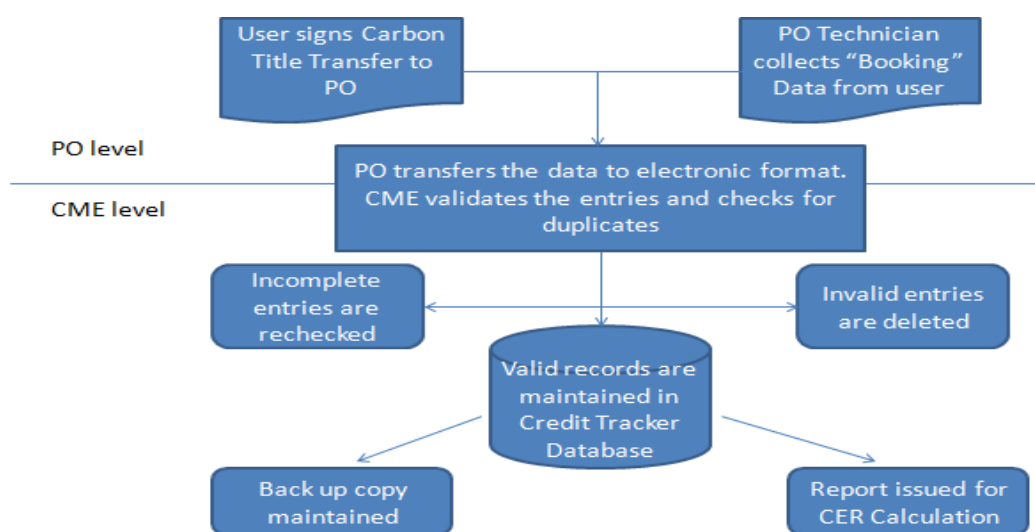 User signs Carbon
Title Transfer to
PO
PO Technician
collects “Booking”
Data from user
PO level
PO transfers the data to electronic format.
CME validates the entries and checks for
duplicates
CME level
Incomplete
entries are
rechecked
Invalid entries
are deleted
Valid records are
maintained in
Credit Tracker
Database
Back up copy
maintained
Report issued for
CER Calculation